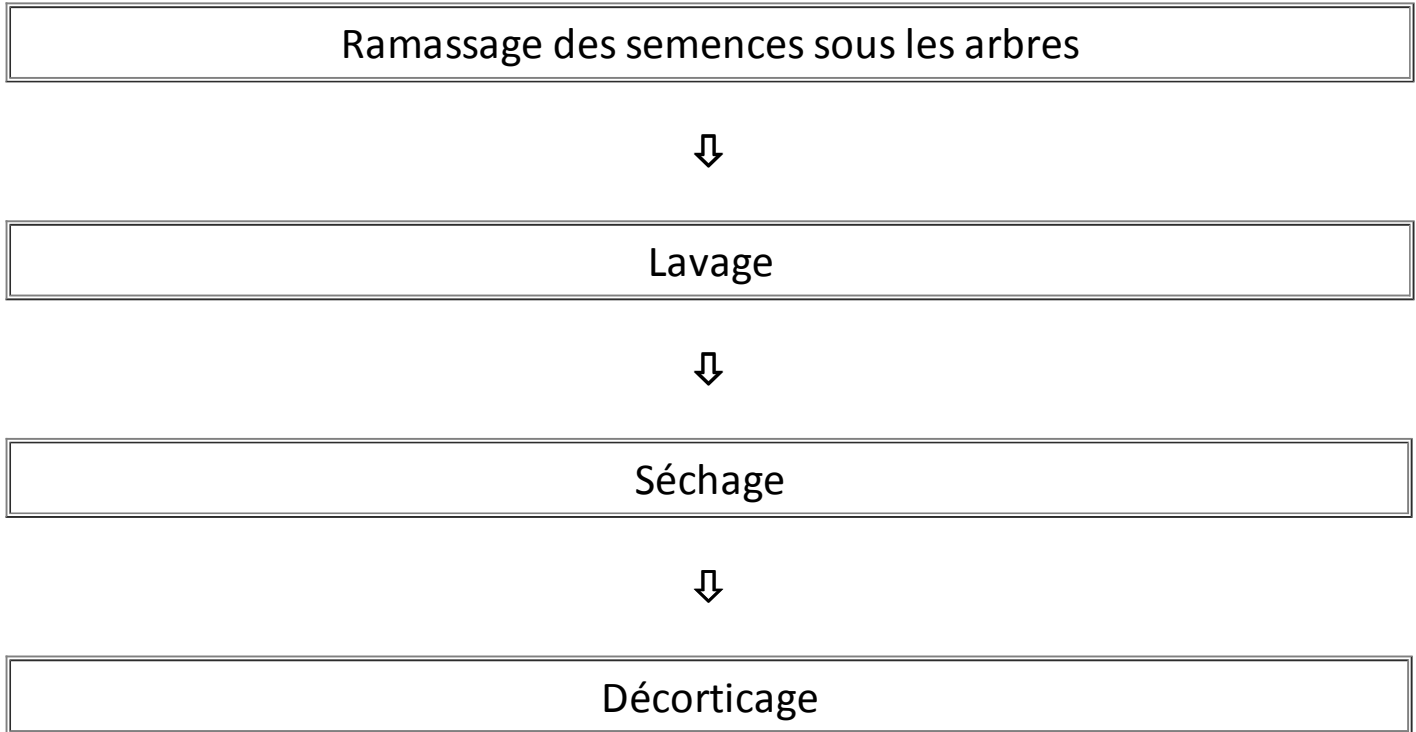 Ramassage des semences sous les arbres
⇩
Lavage
⇩
Séchage
⇩
Décorticage